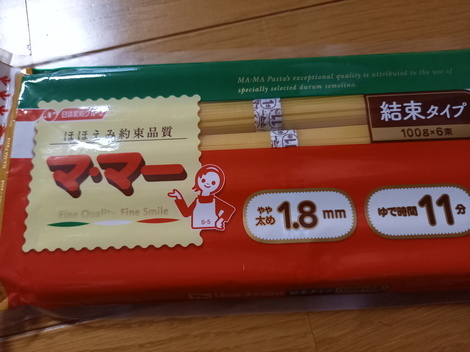 MA·MA Pasta's exceptional quality is attributed to the use of
specially selected durum semolina.
結束タイプ
100g×6束
ほほえみ約束品質
マ・マー
Fine Quality, Fine Smile
やや
太め
1.8mm
ゆで時間
11分